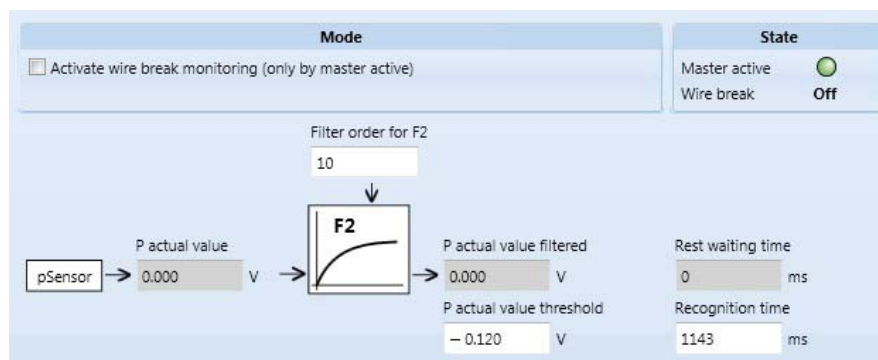 Mode
State
Activate wire break monitoring (only by master active)
Master active
Wire break Off
Filter order for F2
10
F2
P actual value
P actual value filtered
Rest waiting time
pSensor
0.000 V
0.000 V
0 ms
P actual value threshold
Recognition time
– 0.120 V
1143 ms